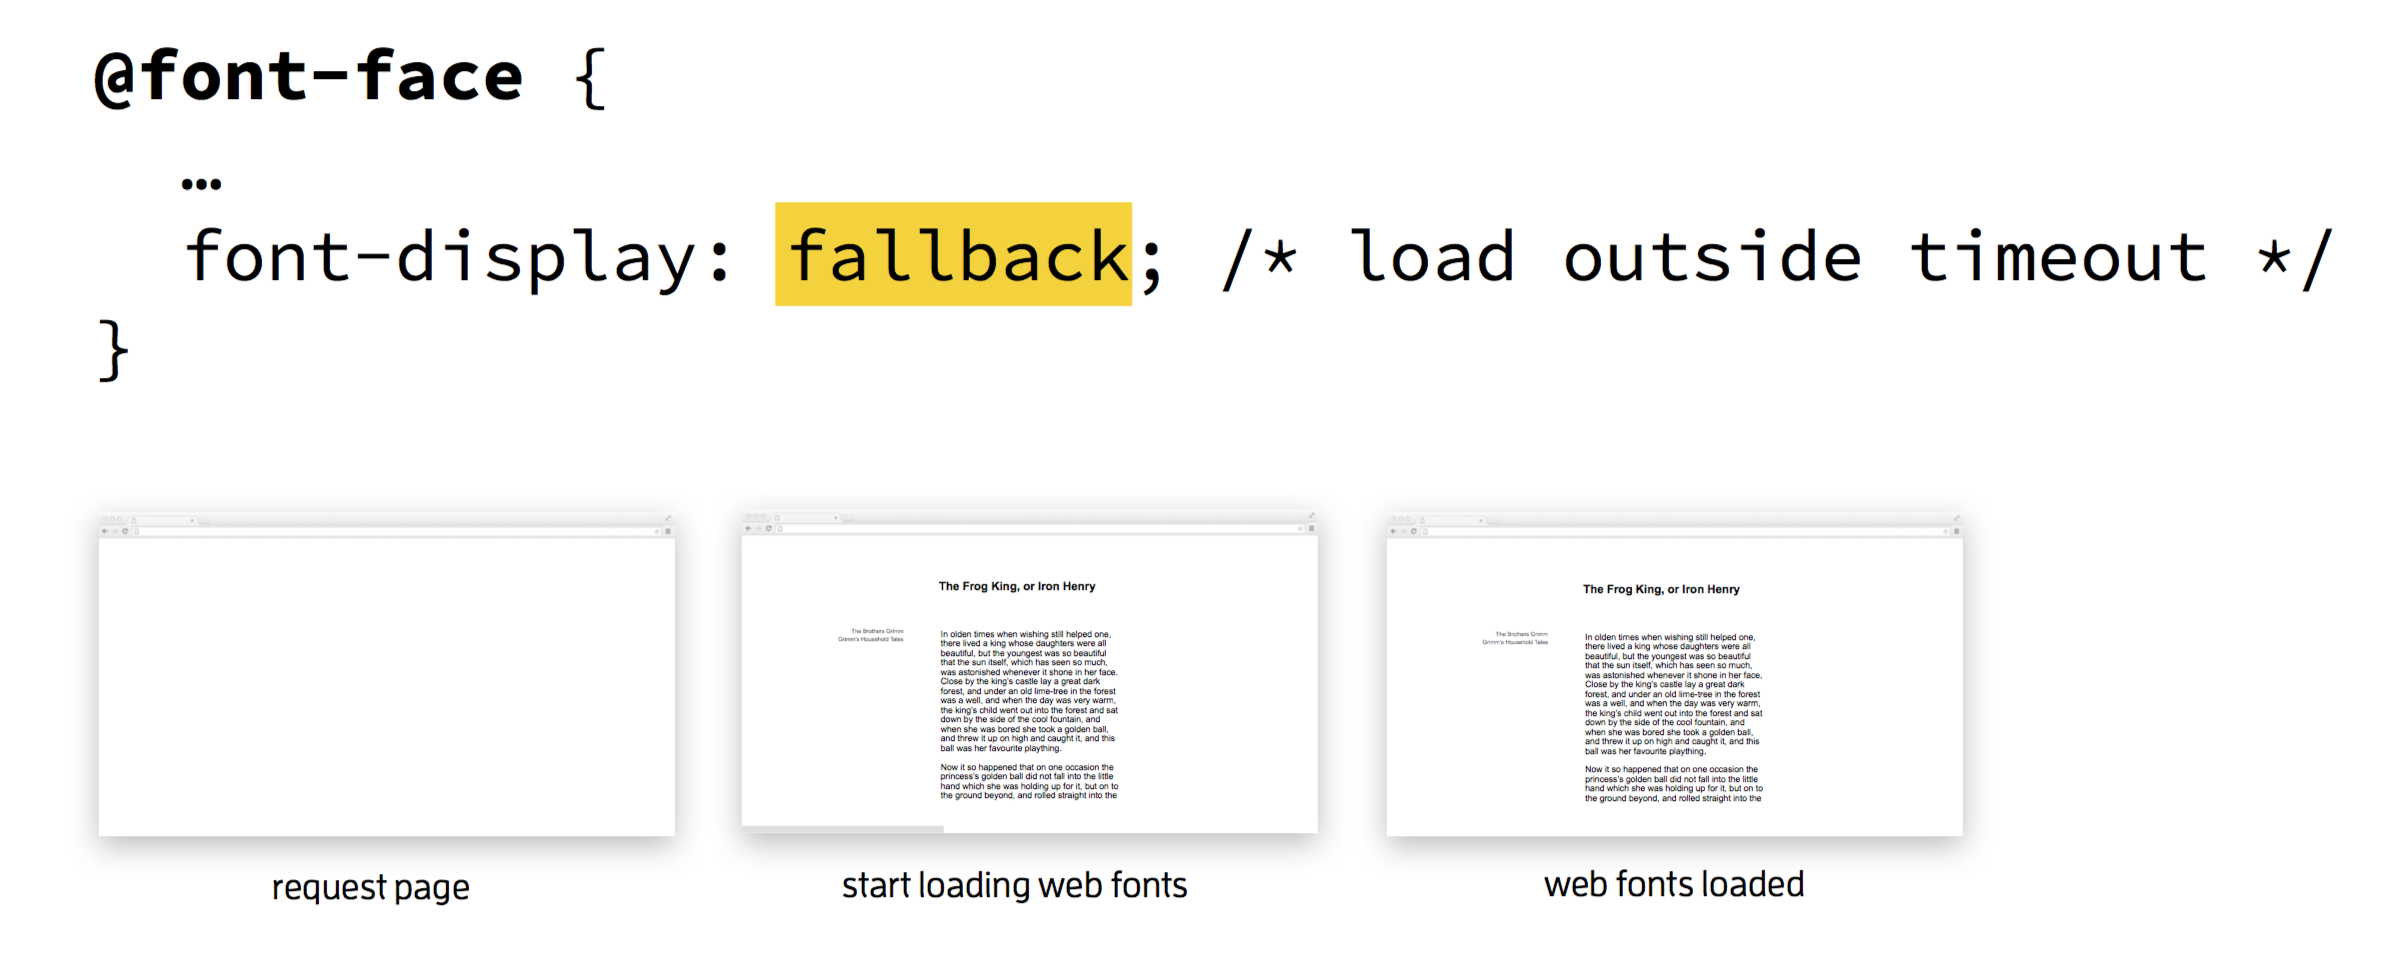 @font-face {
…
font-display: fallback; /* load outside timeout */
}
The Frog King, or Iron Henry
The Brothers Grimm
Grimm's Household Tales
In olden times when wishing still helped one,
there lived a king whose daughters were all
beautiful, but the youngest was so beautiful
that the sun itself, which has seen so much,
was astonished whenever it shone in her face.
Close by the king's castle lay a great dark
forest, and under an old lime-tree in the forest
was a well, and when the day was very warm,
the king's child went out into the forest and sat
down by the side of the cool fountain, and
when she was bored she took a golden ball,
and threw it up on high and caught it, and this
ball was her favourite plaything.
Now it so happened that on one occasion the
princess's golden ball did not fall into the little
hand which she was holding up for it, but on to
the ground beyond, and rolled straight into the
The Frog King, or Iron Henry
The Brothers Grimm
Grimm's Household Tales
In olden times when wishing still helped one,
there lived a king whose daughters were all
beautiful, but the youngest was so beautiful
that the sun itself, which has seen so much,
was astonished whenever it shone in her face.
Close by the king's castle lay a great dark
forest, and under an old lime-tree in the forest
was a well, and when the day was very warm,
the king's child went out into the forest and sat
down by the side of the cool fountain, and
when she was bored she took a golden ball,
and threw it up on high and caught it, and this
ball was her favourite plaything.
Now it so happened that on one occasion the
princess's golden ball did not fall into the little
hand which she was holding up for it, but on to
the ground beyond, and rolled straight into the
request page
start loading web fonts
web fonts loaded